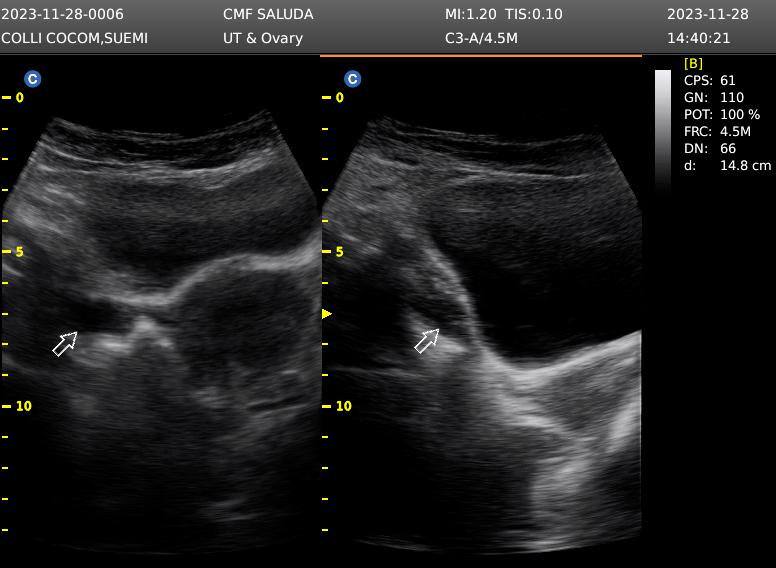 2023-11-28-0006 CMF SALUDA MI:1.20 TIS:0.10 2023-11-28
COLLI COCOM,SUEMI UT & Ovary C3-A/4.5M 14:40:21
C C
[B]
CPS: 61
GN: 110
POT: 100 %
FRC: 4.5M
DN: 66
d: 14.8 cm
0 0
5 5
10 10